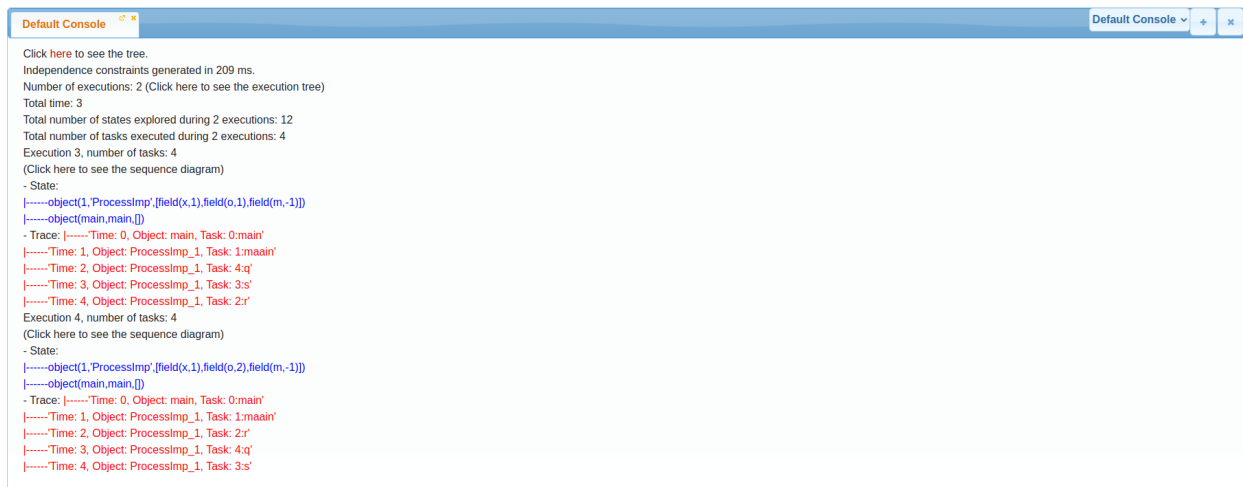 Default Console
Default Console
Click here to see the tree.
Independence constraints generated in 209 ms.
Number of executions: 2 (Click here to see the execution tree)
Total time: 3
Total number of states explored during 2 executions: 12
Total number of tasks executed during 2 executions: 4
Execution 3, number of tasks: 4
(Click here to see the sequence diagram)
- State:
|------object(1,'ProcessImp',[field(x,1),field(o,1),field(m,-1)])
|------object(main,main,[])
- Trace: |------'Time: 0, Object: main, Task: 0:main'
|------'Time: 1, Object: ProcessImp_1, Task: 1:maain'
|------'Time: 2, Object: ProcessImp_1, Task: 4:q'
|------'Time: 3, Object: ProcessImp_1, Task: 3:s'
|------'Time: 4, Object: ProcessImp_1, Task: 2:r'
Execution 4, number of tasks: 4
(Click here to see the sequence diagram)
- State:
|------object(1,'ProcessImp',[field(x,1),field(o,2),field(m,-1)])
|------object(main,main,[])
- Trace: |------'Time: 0, Object: main, Task: 0:main'
|------'Time: 1, Object: ProcessImp_1, Task: 1:maain'
|------'Time: 2, Object: ProcessImp_1, Task: 2:r'
|------'Time: 3, Object: ProcessImp_1, Task: 4:q'
|------'Time: 4, Object: ProcessImp_1, Task: 3:s'